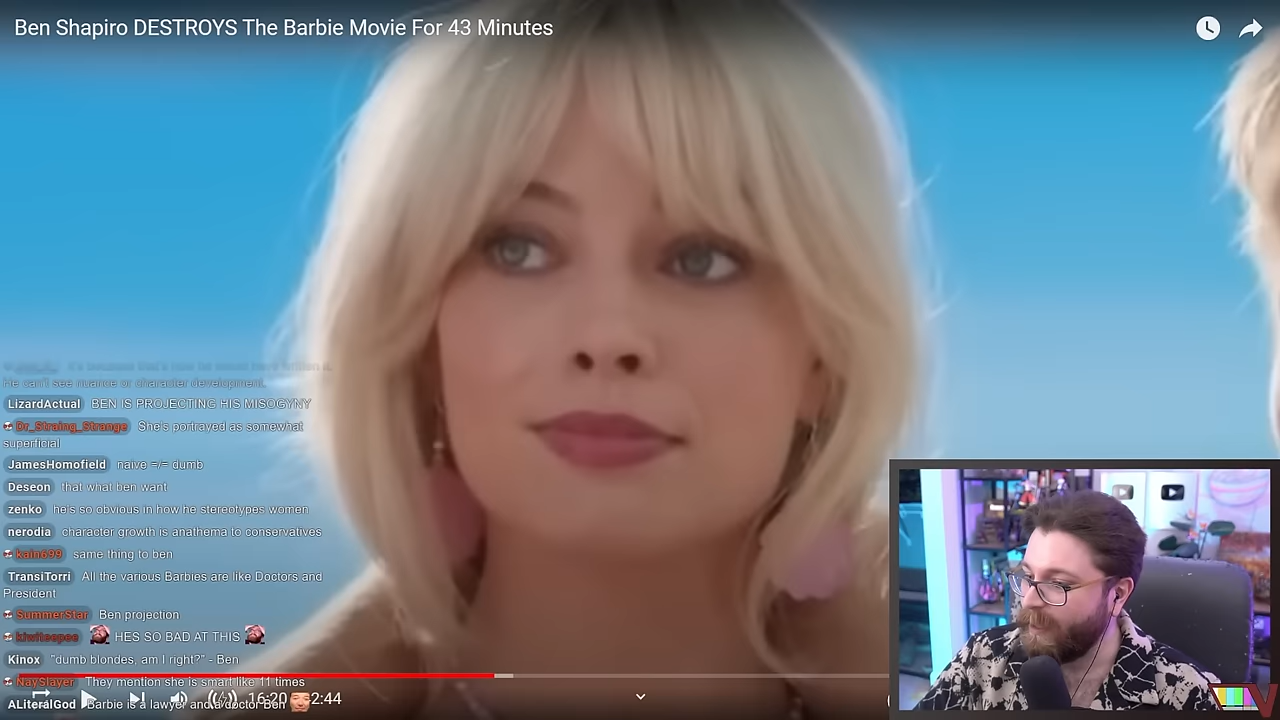 Ben Shapiro DESTROYS The Barbie Movie For 43 Minutes
He can't see nuance or character development.
LizardActual BEN IS PROJECTING HIS MISOGYNY
Dr_Straing_Strange She's portrayed as somewhat
superficial
JamesHomofield naive =/= dumb
Deseon that what ben want
zenko he's so obvious in how he stereotypes women
nerodia character growth is anathema to conservatives
kain699 same thing to ben
TransiTorri All the various Barbies are like Doctors and
President
SummerStar Ben projection
kiwiteepee HES SO BAD AT THIS
Kinox "dumb blondes, am I right?" - Ben
NaySlayer They mention she is smart like 11 times
16:20 2:44
ALiteralGod Barbie is a lawyer and a doctor Ben
TV